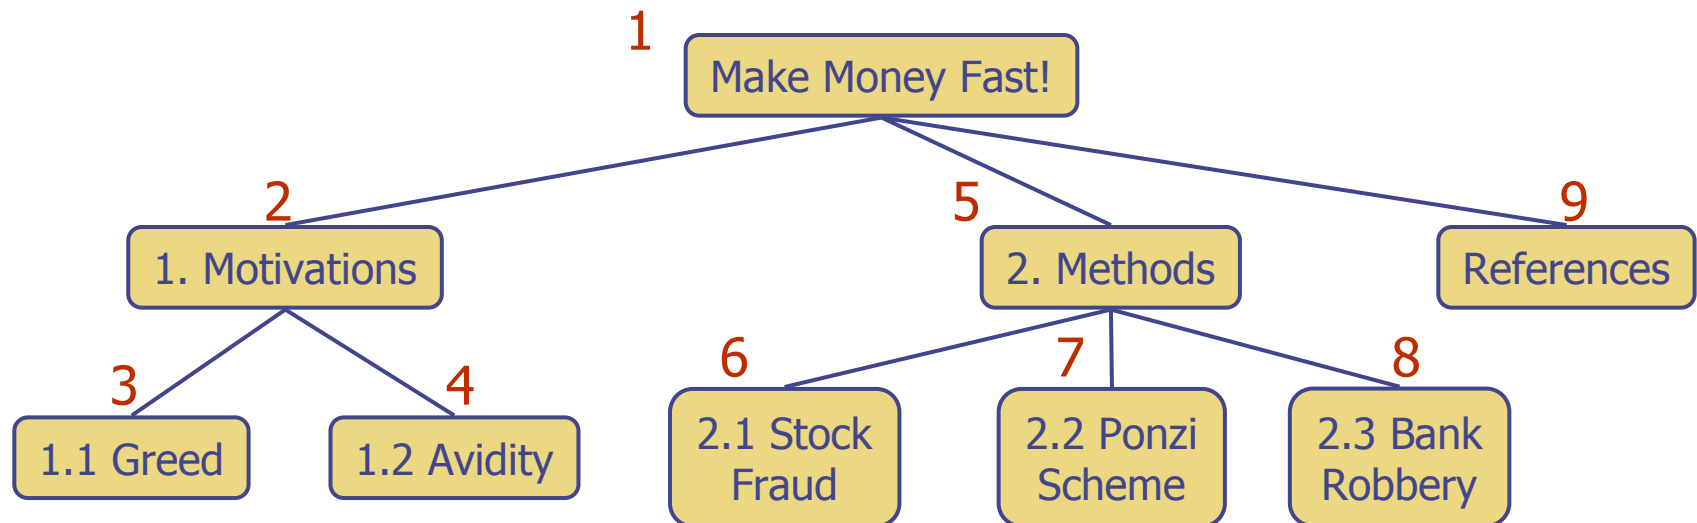 1
Make Money Fast!
2
5
9
1. Motivations
2. Methods
References
3
4
6
7
8
1.1 Greed
1.2 Avidity
2.1 Stock
Fraud
2.2 Ponzi
Scheme
2.3 Bank
Robbery